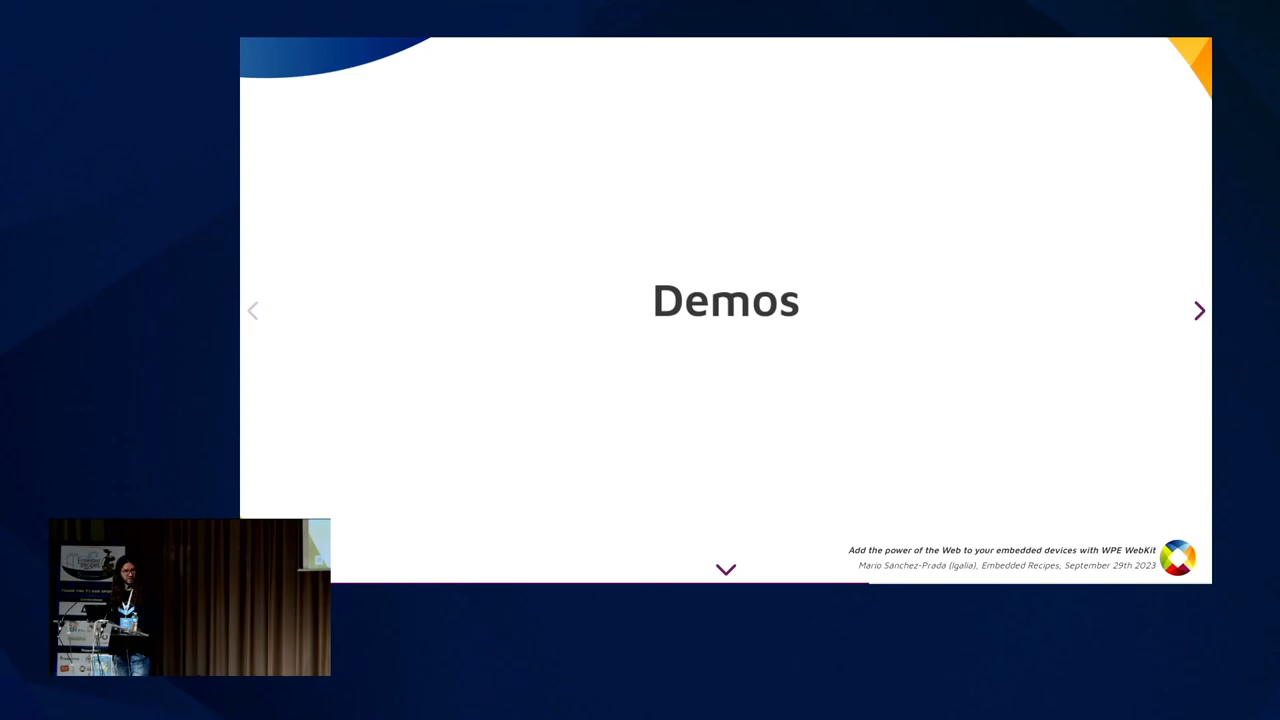 Demos
Add the power of the Web to your embedded devices with WPE WebKit
Mario Sánchez-Prada (Igalia), Embedded Recipes, September 29th 2023